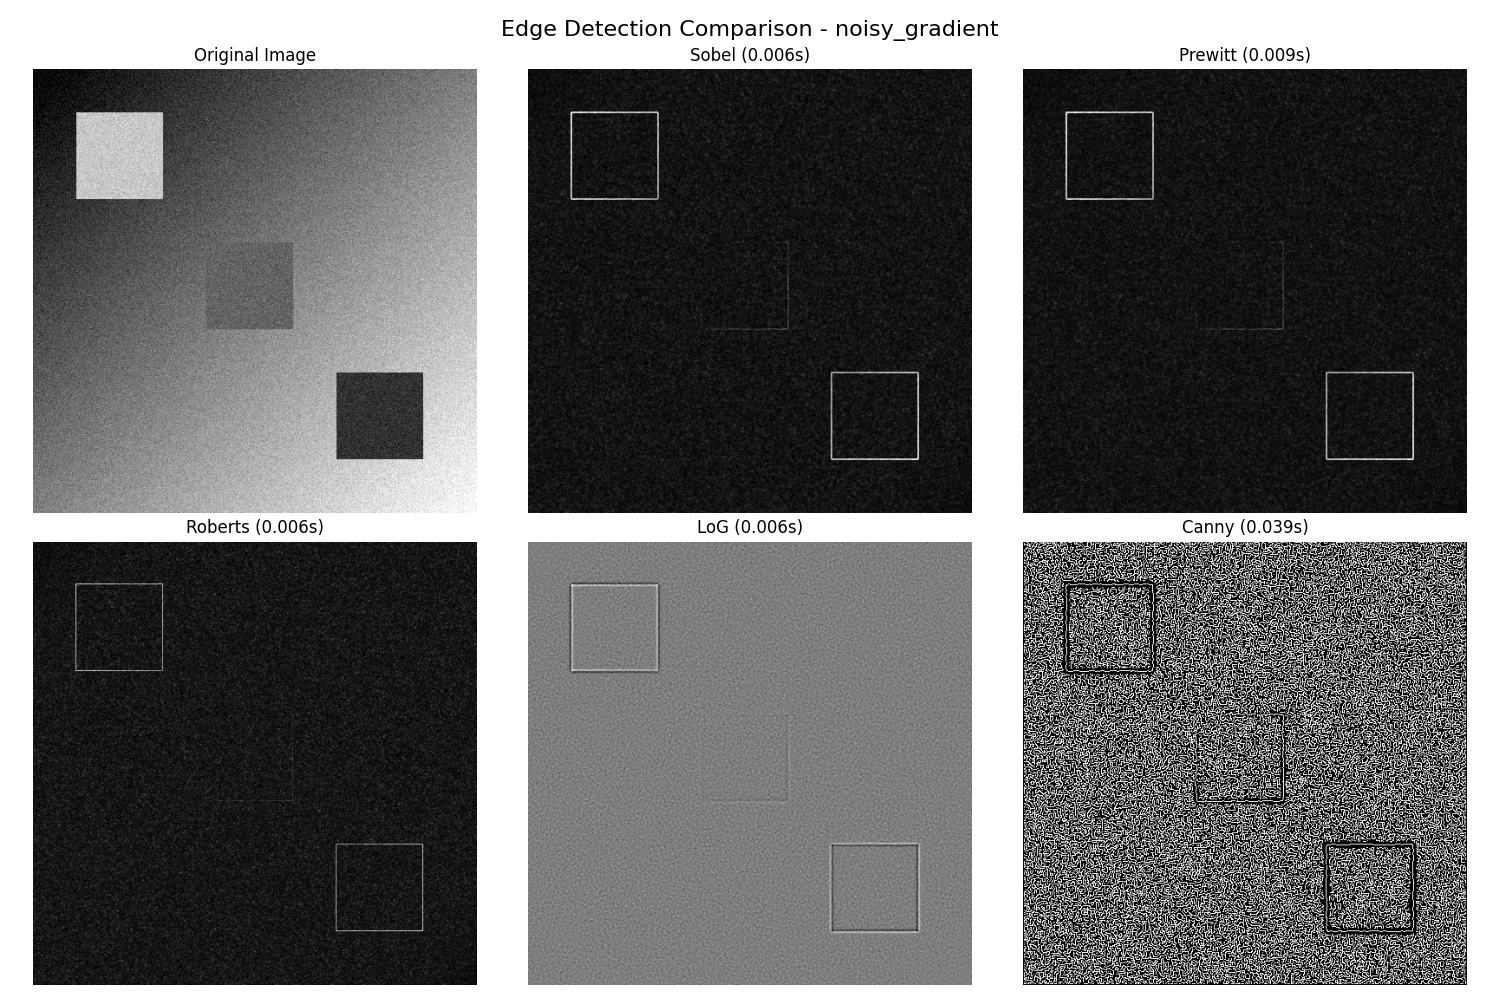 Edge Detection Comparison - noisy_gradient
Original Image
Sobel (0.006s)
Prewitt (0.009s)
Roberts (0.006s)
LoG (0.006s)
Canny (0.039s)